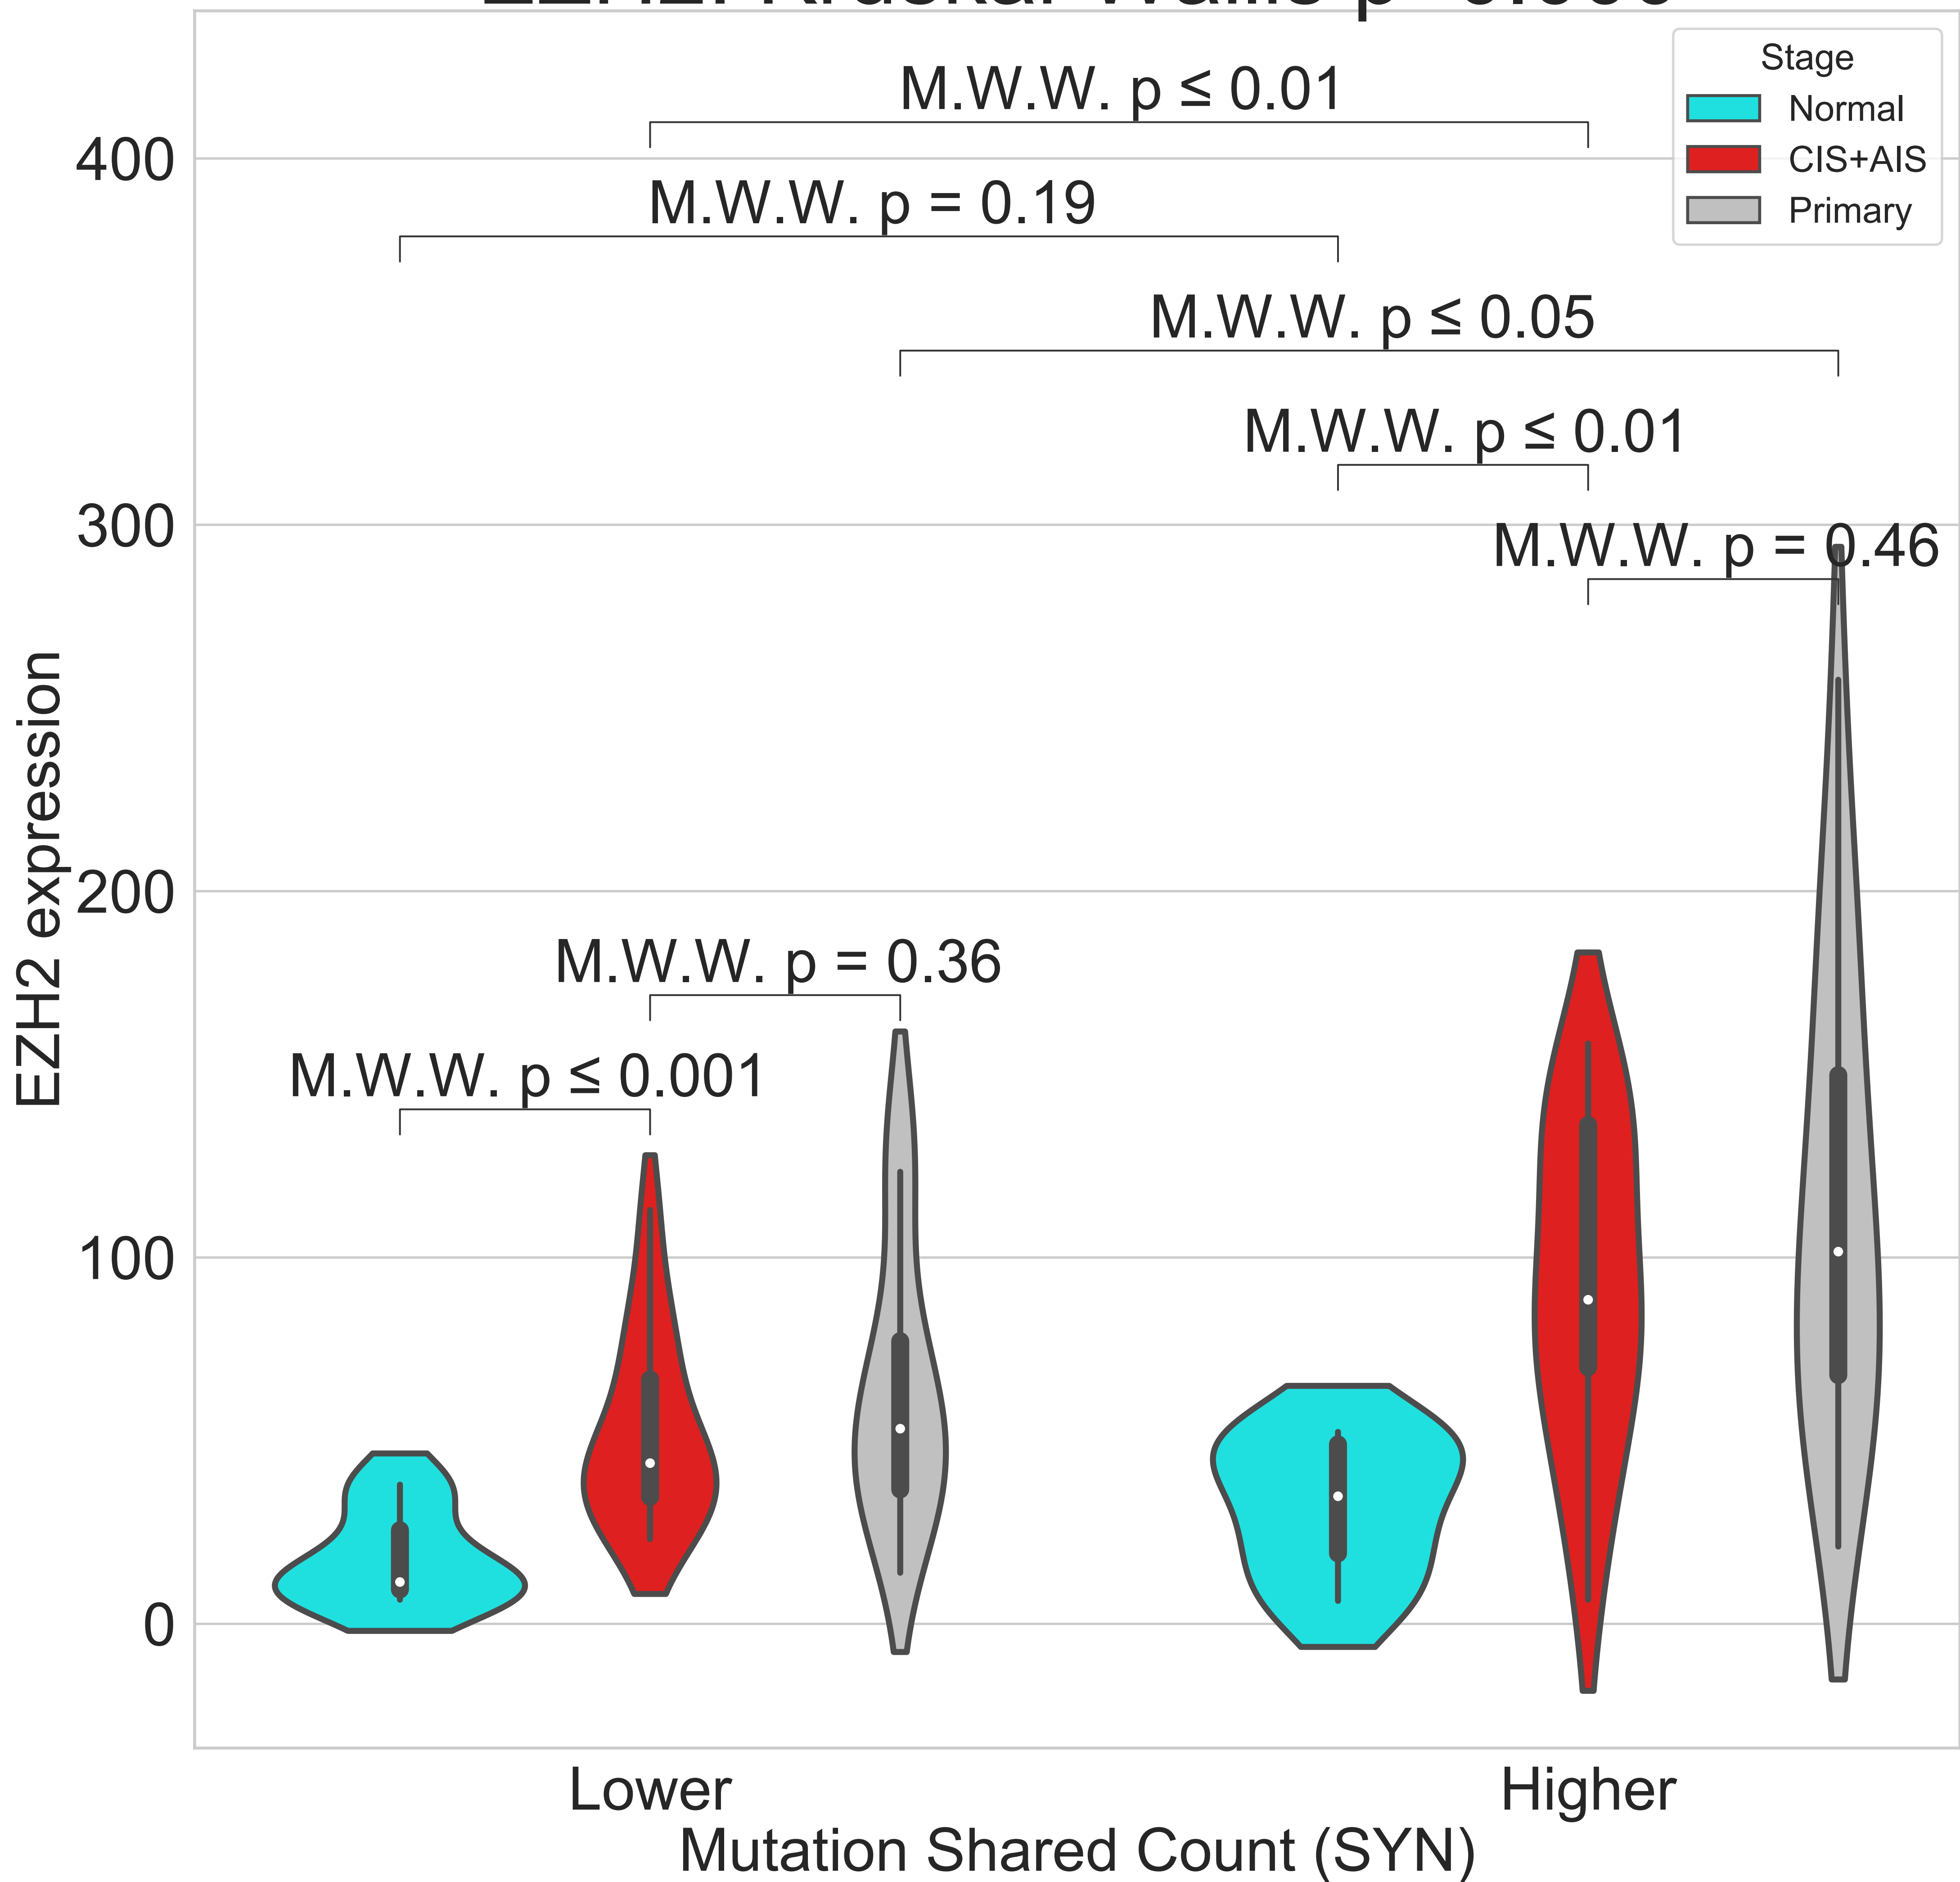 Stage
Normal
CIS+AIS
Primary
M.W.W. p ≤ 0.01
M.W.W. p = 0.19
M.W.W. p ≤ 0.05
M.W.W. p ≤ 0.01
M.W.W. p = 0.46
M.W.W. p = 0.36
M.W.W. p ≤ 0.001
400
300
200
100
0
EZH2 expression
Lower
Higher
Mutation Shared Count (SYN)